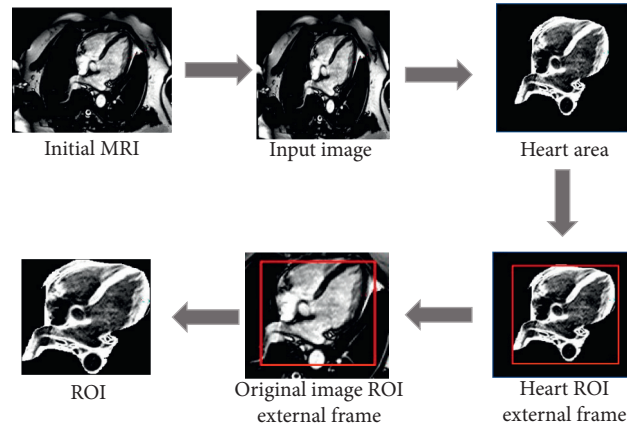 Initial MRI
Input image
Heart area
ROI
Original image ROI
external frame
Heart ROI
external frame